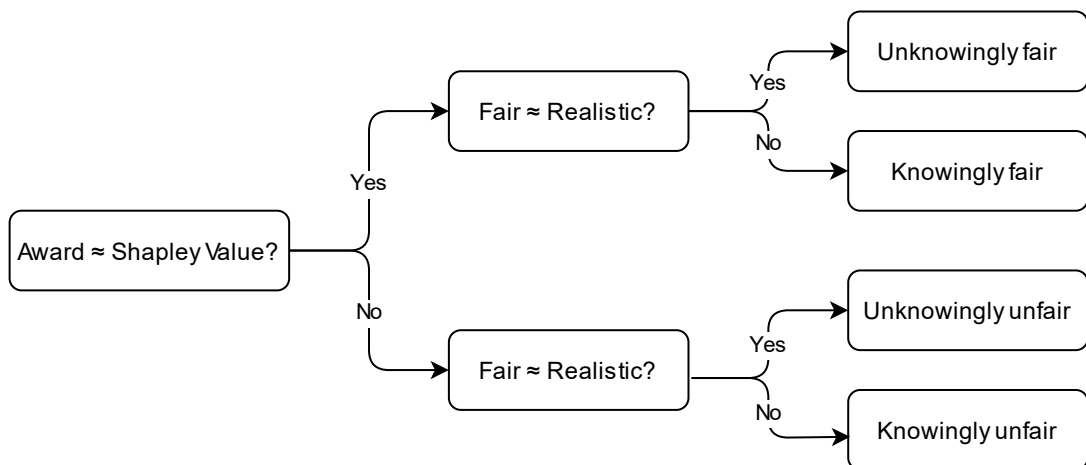 Award ≈ Shapley Value?
Yes
No
Fair ≈ Realistic?
Yes
No
Unknowingly fair
Knowingly fair
Fair ≈ Realistic?
Yes
No
Unknowingly unfair
Knowingly unfair